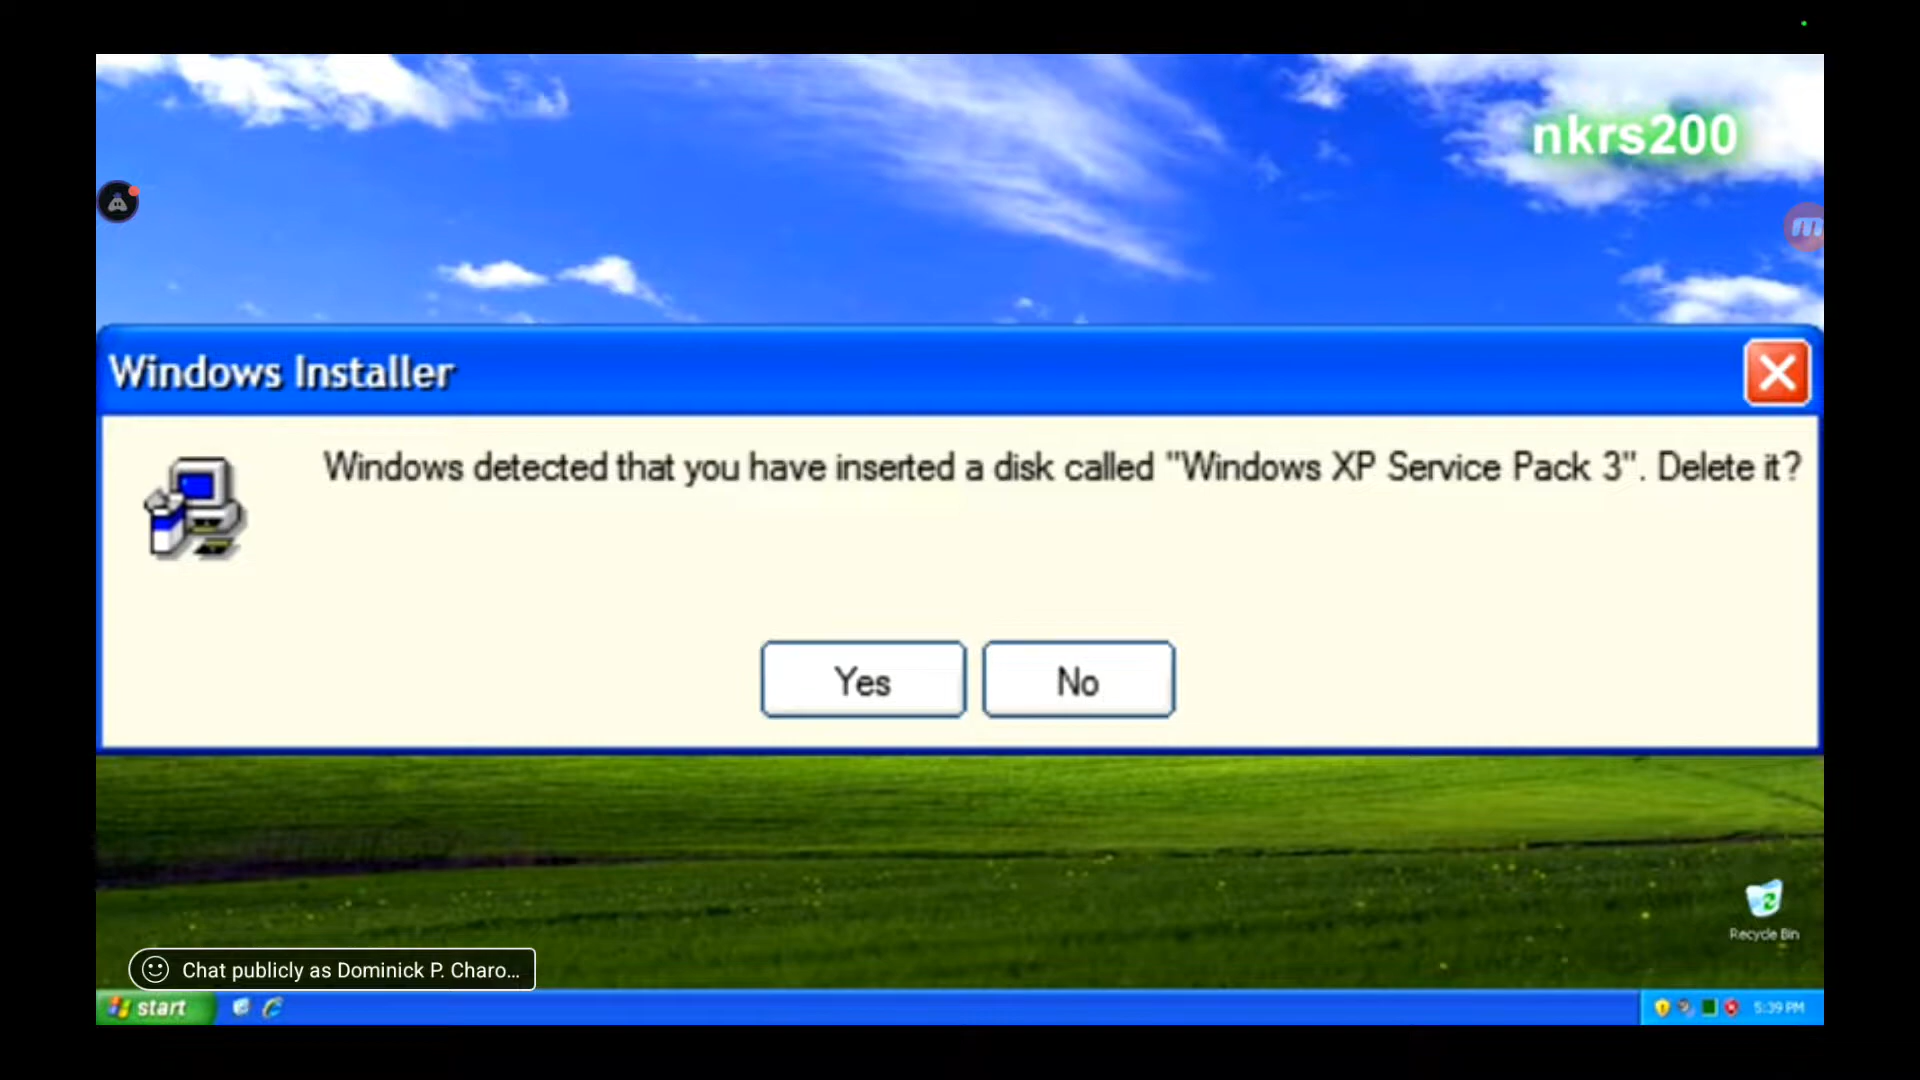 nkrs200
Windows Installer
Windows detected that you have inserted a disk called "Windows XP Service Pack 3". Delete it?
Yes
No
Recycle Bin
Chat publicly as Dominick P. Charo...
start
5:39 PM